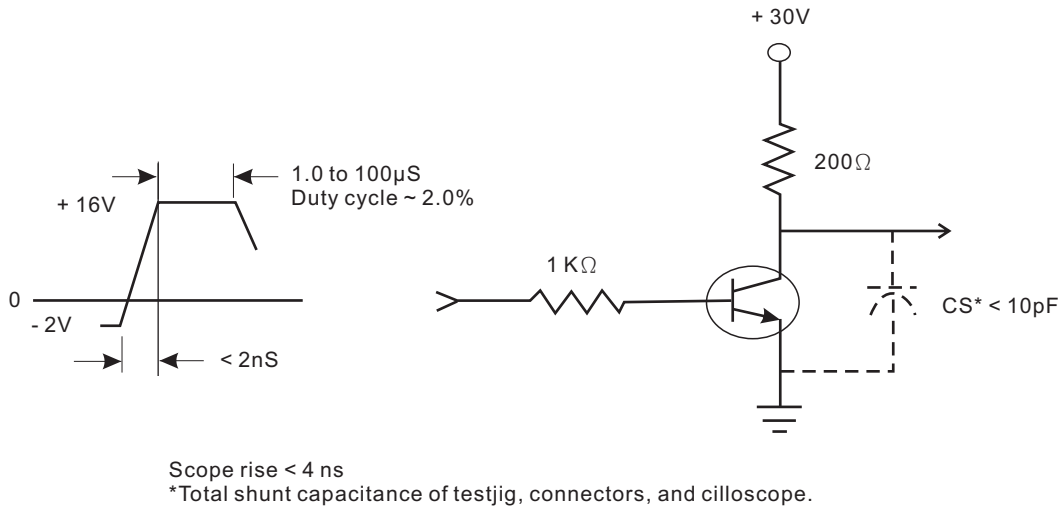 + 30V
200Ω
1.0 to 100μS
Duty cycle ~ 2.0%
+ 16V
1 KΩ
0
- 2V
CS* < 10pF
< 2nS
Scope rise < 4 ns
*Total shunt capacitance of testjig, connectors, and cilloscope.